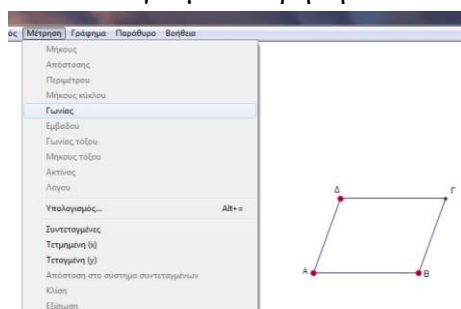 ός Μέτρηση Γράφημα Παράθυρο Βοήθεια
Μήκους
Απόστασης
Περιμέτρου
Μήκους κύκλου
Γωνίας
Εμβαδού
Γωνίας τόξου
Μήκους τόξου
Ακτίνας
Λόγου
Υπολογισμός... Alt+=
Συντεταγμένες
Τετμημένη (x)
Τεταγμένη (y)
Απόσταση στο σύστημα συντεταγμένων
Κλίση
Εξίσωση
Δ Γ
Α Β